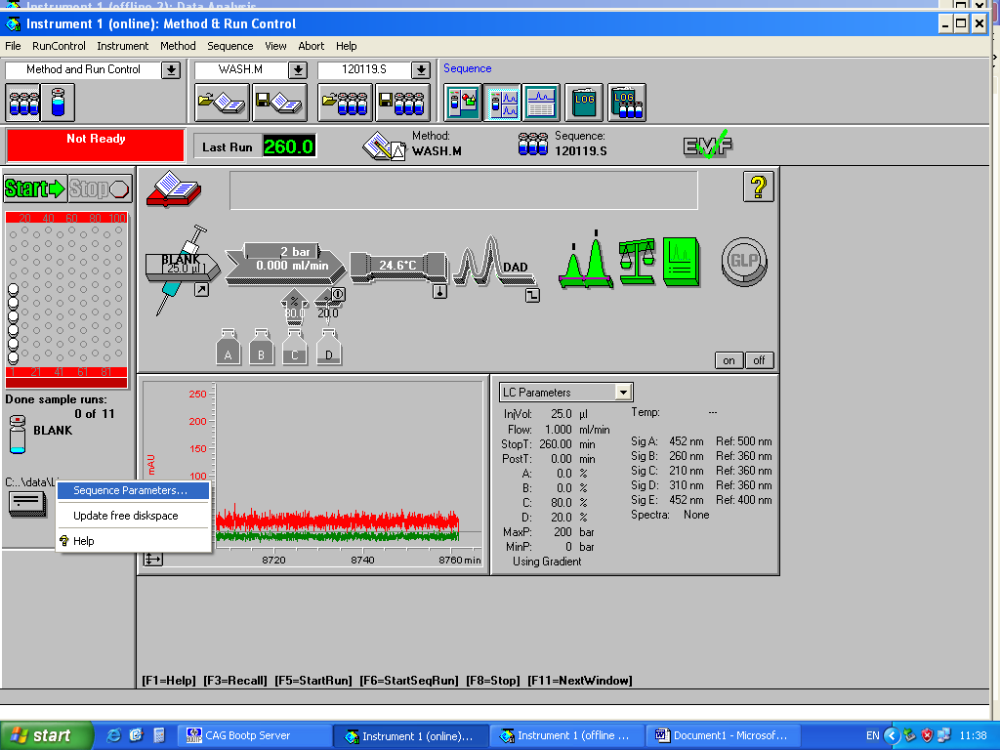 Instrument 1 (offline 2): Data Analysis
Instrument 1 (online): Method & Run Control
File RunControl Instrument Method Sequence View Abort Help
Method and Run Control WASH.M 120119.S Sequence
LOG LOG
Not Ready
Last Run 260.0
Method:
WASH.M
Sequence:
120119.S
EMF
Start Stop
20 40 60 80 100
1 21 41 61 81
Done sample runs:
0 of 11
BLANK
C:..\data\L
Sequence Parameters...
Update free diskspace
Help
?
BLANK
25.0 µl
2 bar
0.000 ml/min
24.6°C
DAD
GLP
%
80.0 20.0
A B C D
on off
mAU
250
200
150
100
8720 8740 8760 min
LC Parameters
InjVol: 25.0 µl
Flow: 1.000 ml/min
StopT: 260.00 min
PostT: 0.00 min
A: 0.0 %
B: 0.0 %
C: 80.0 %
D: 20.0 %
MaxP: 200 bar
MinP: 0 bar
Using Gradient
Temp: ---
Sig A: 452 nm Ref: 500 nm
Sig B: 260 nm Ref: 360 nm
Sig C: 210 nm Ref: 360 nm
Sig D: 310 nm Ref: 360 nm
Sig E: 452 nm Ref: 400 nm
Spectra: None
[F1=Help] [F3=Recall] [F5=StartRun] [F6=StartSeqRun] [F8=Stop] [F11=NextWindow]
start CAG Bootp Server Instrument 1 (online)... Instrument 1 (offline ... Document1 - Microsof... EN 11:38